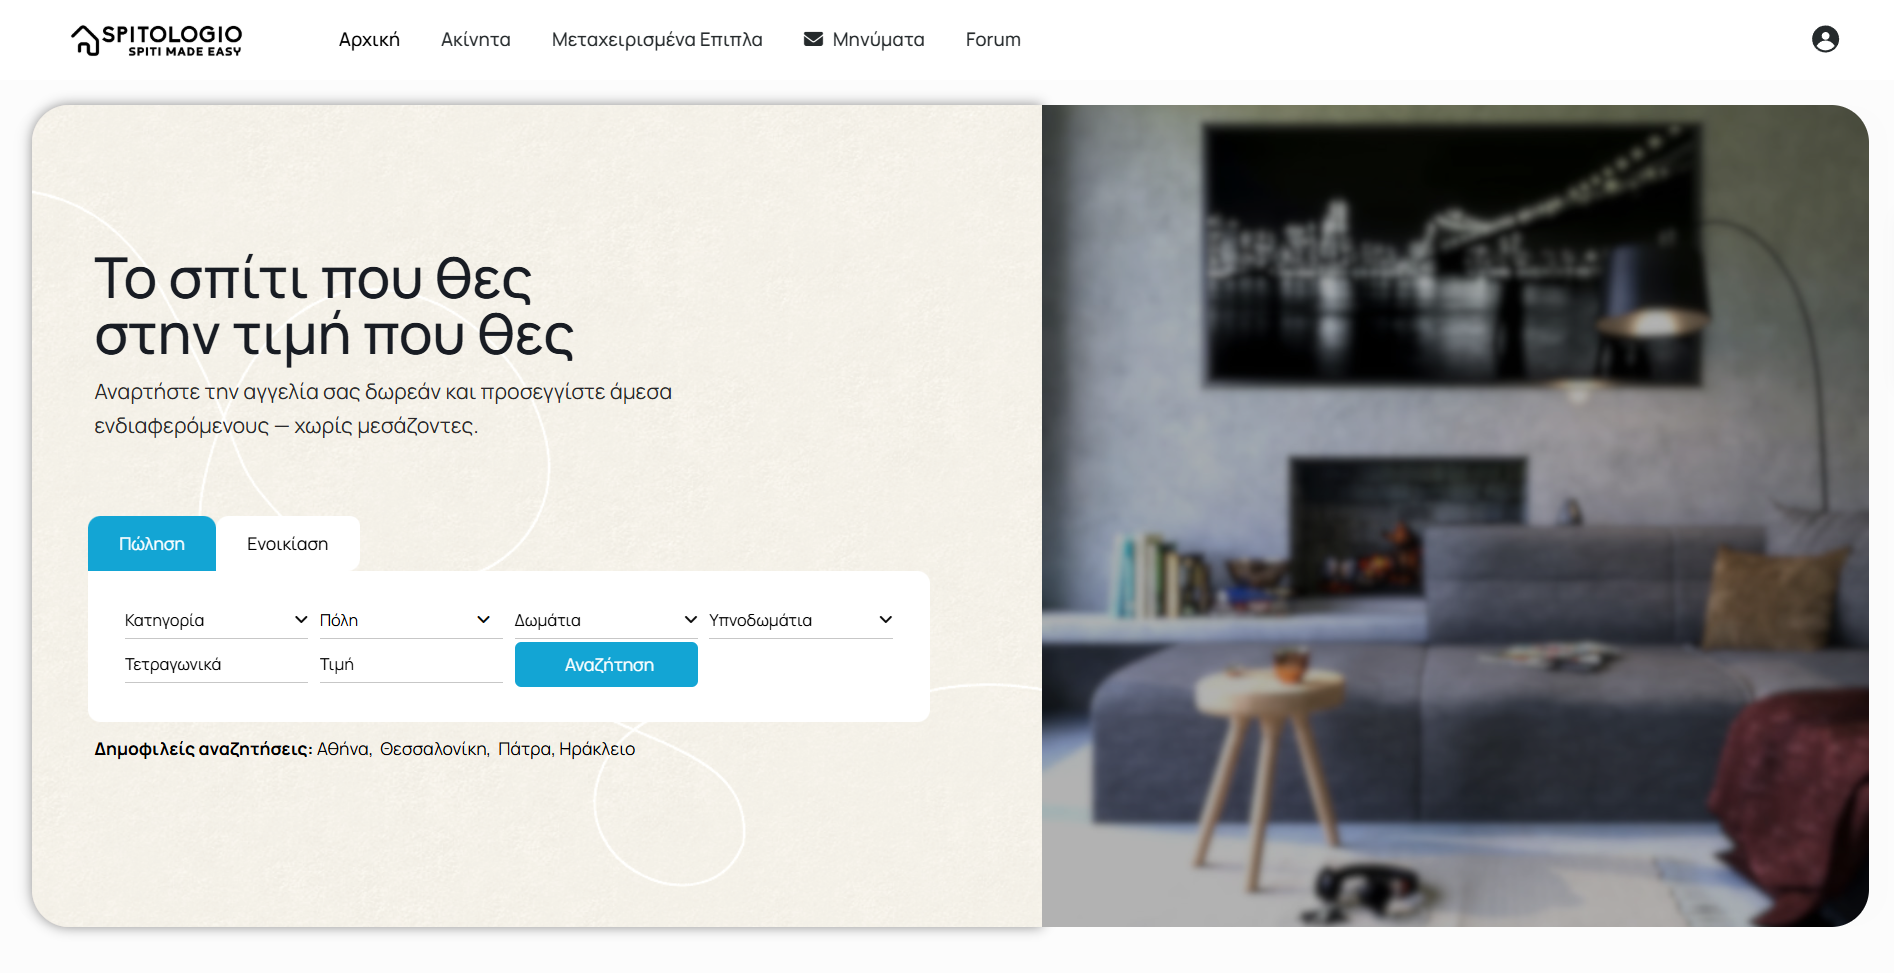 SPITOLOGIO
SPITI MADE EASY
Αρχική Ακίνητα Μεταχειρισμένα Επιπλα Μηνύματα Forum
Το σπίτι που θες
στην τιμή που θες
Αναρτήστε την αγγελία σας δωρεάν και προσεγγίστε άμεσα
ενδιαφερόμενους — χωρίς μεσάζοντες.
Πώληση Ενοικίαση
Κατηγορία Πόλη Δωμάτια Υπνοδωμάτια
Τετραγωνικά Τιμή Αναζήτηση
Δημοφιλείς αναζητήσεις: Αθήνα, Θεσσαλονίκη, Πάτρα, Ηράκλειο